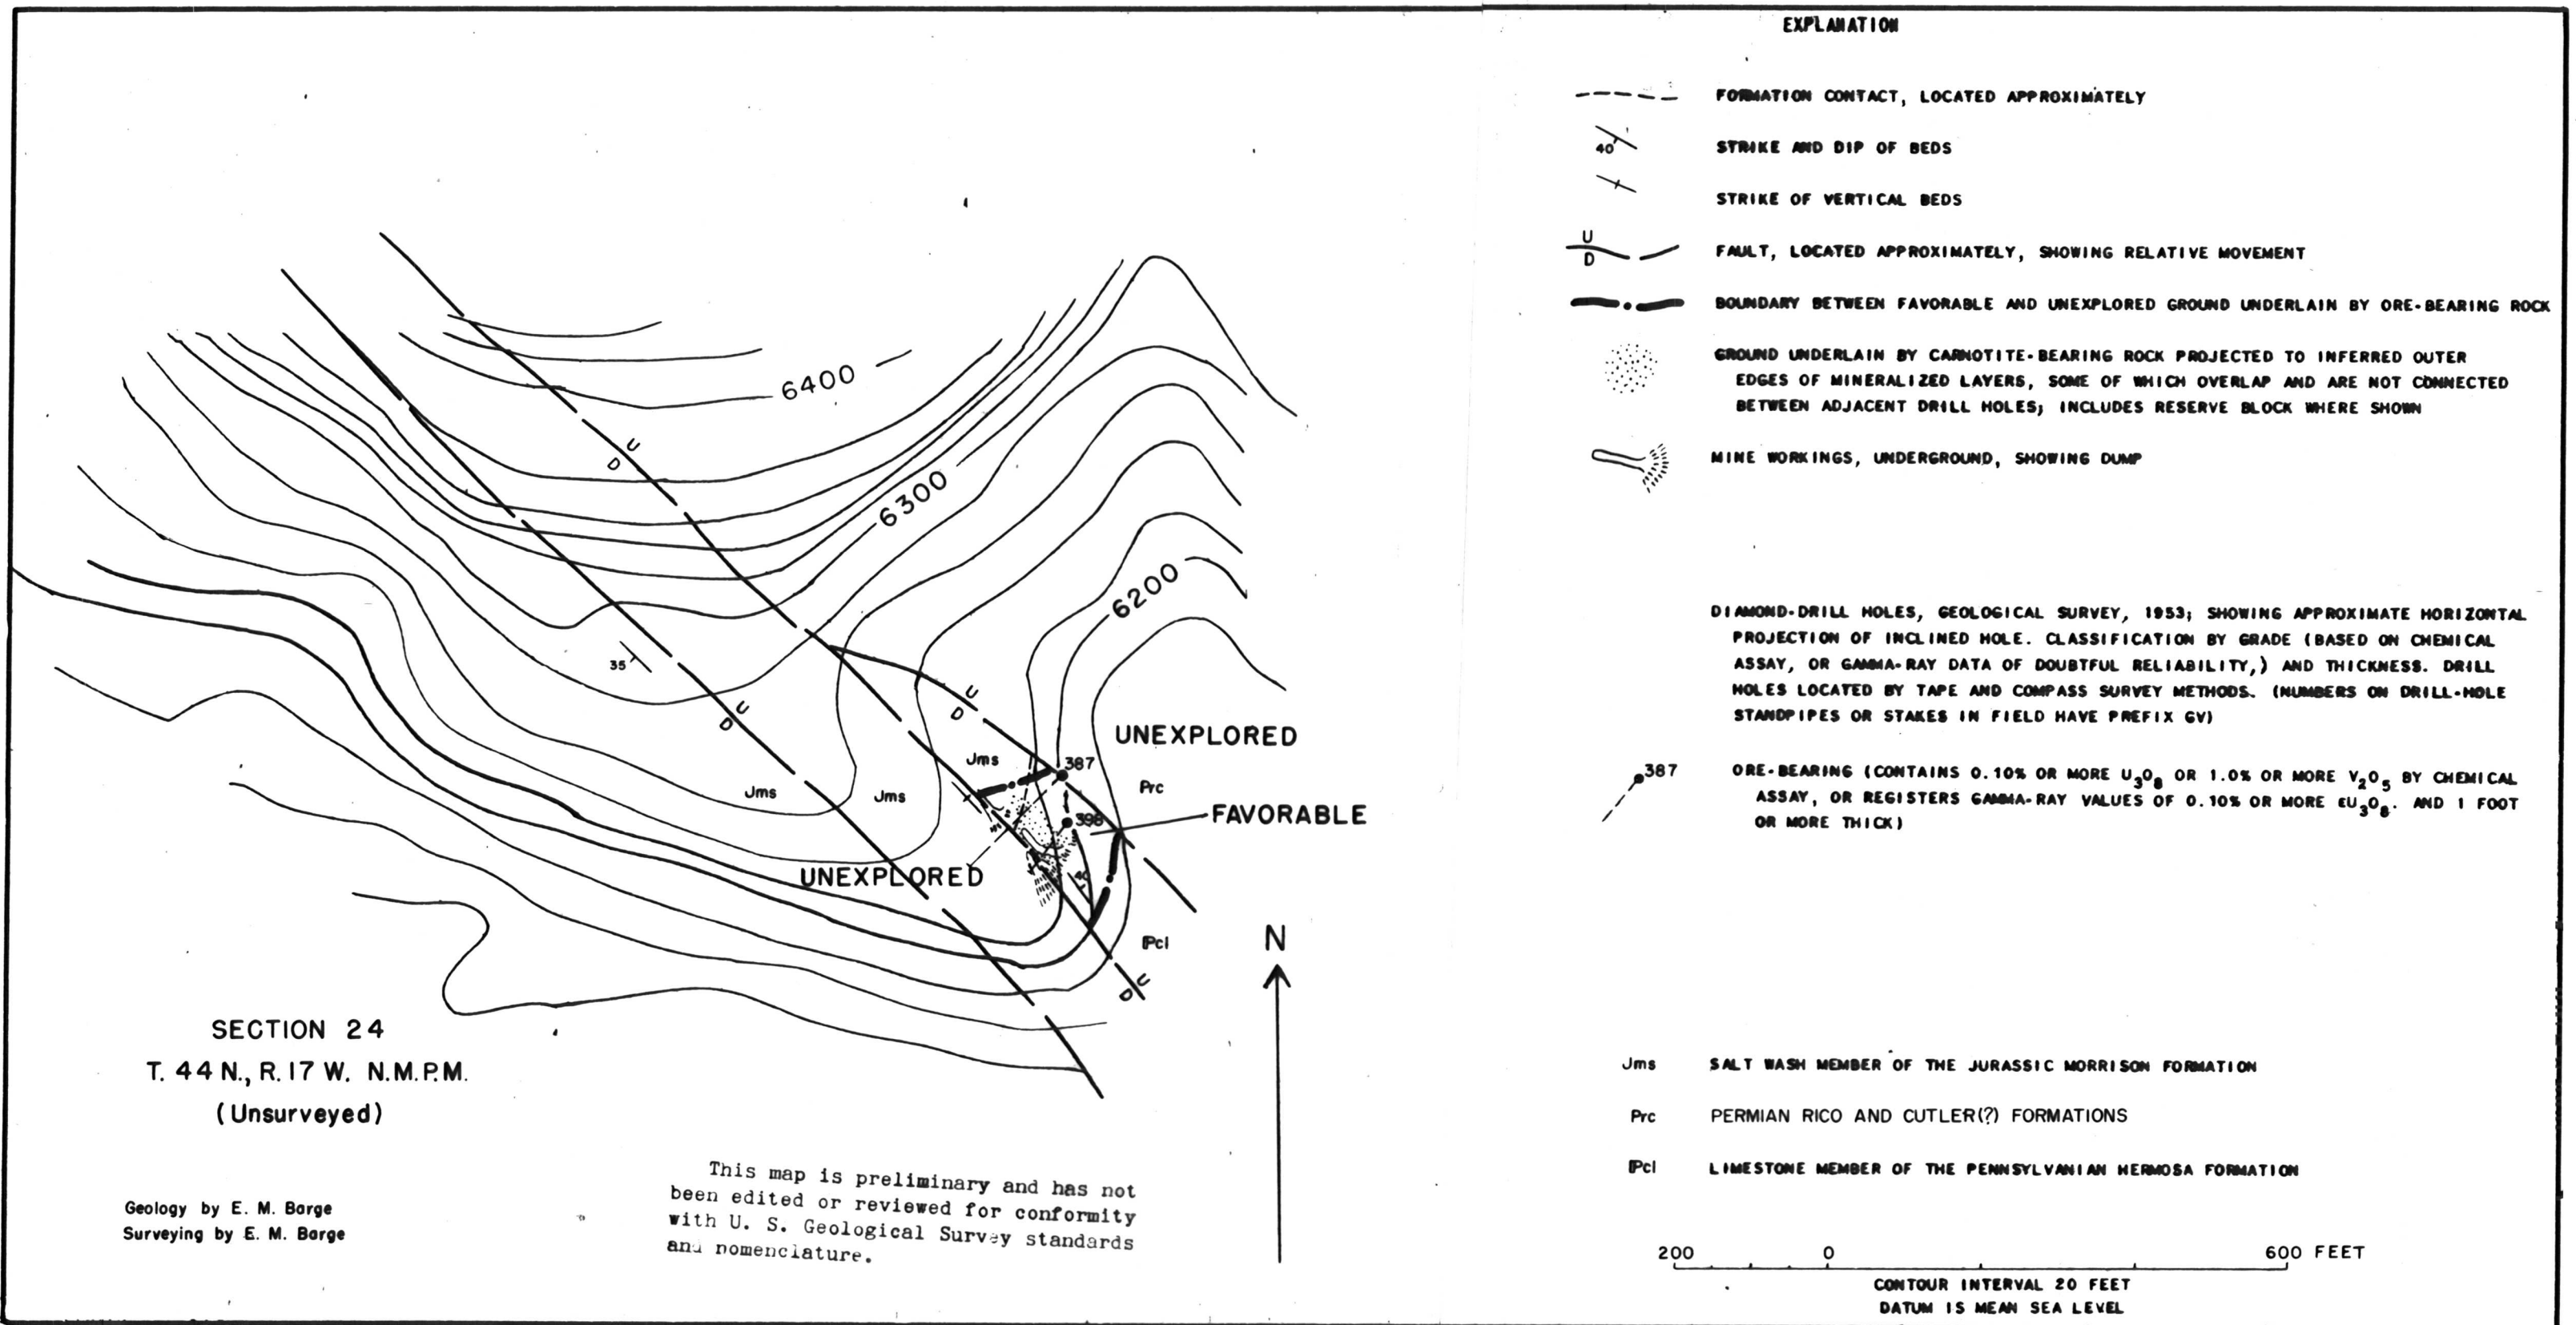 EXPLANATION
FORMATION CONTACT, LOCATED APPROXIMATELY
40
STRIKE AND DIP OF BEDS
STRIKE OF VERTICAL BEDS
U
D
FAULT, LOCATED APPROXIMATELY, SHOWING RELATIVE MOVEMENT
BOUNDARY BETWEEN FAVORABLE AND UNEXPLORED GROUND UNDERLAIN BY ORE-BEARING ROCK
GROUND UNDERLAIN BY CARNOTITE-BEARING ROCK PROJECTED TO INFERRED OUTER
EDGES OF MINERALIZED LAYERS, SOME OF WHICH OVERLAP AND ARE NOT CONNECTED
BETWEEN ADJACENT DRILL HOLES; INCLUDES RESERVE BLOCK WHERE SHOWN
MINE WORKINGS, UNDERGROUND, SHOWING DUMP
DIAMOND-DRILL HOLES, GEOLOGICAL SURVEY, 1953; SHOWING APPROXIMATE HORIZONTAL
PROJECTION OF INCLINED HOLE. CLASSIFICATION BY GRADE (BASED ON CHEMICAL
ASSAY, OR GAMMA-RAY DATA OF DOUBTFUL RELIABILITY,) AND THICKNESS. DRILL
HOLES LOCATED BY TAPE AND COMPASS SURVEY METHODS. (NUMBERS ON DRILL-HOLE
STANDPIPES OR STAKES IN FIELD HAVE PREFIX GV)
387
ORE-BEARING (CONTAINS 0.10% OR MORE U3O8 OR 1.0% OR MORE V2O5 BY CHEMICAL
ASSAY, OR REGISTERS GAMMA-RAY VALUES OF 0.10% OR MORE eU3O8. AND 1 FOOT
OR MORE THICK)
Jms SALT WASH MEMBER OF THE JURASSIC MORRISON FORMATION
Prc PERMIAN RICO AND CUTLER(?) FORMATIONS
IPcl LIMESTONE MEMBER OF THE PENNSYLVANIAN HERMOSA FORMATION
200 0 600 FEET
CONTOUR INTERVAL 20 FEET
DATUM IS MEAN SEA LEVEL
6400
U
D
6300
6200
35
U
D
U
D
UNEXPLORED
Jms
387
Jms
Jms
Prc
398
FAVORABLE
UNEXPLORED
40
IPcl
N
U
D
SECTION 24
T. 44 N., R. 17 W. N.M.P.M.
(Unsurveyed)
Geology by E. M. Barge
Surveying by E. M. Barge
This map is preliminary and has not
been edited or reviewed for conformity
with U. S. Geological Survey standards
and nomenclature.